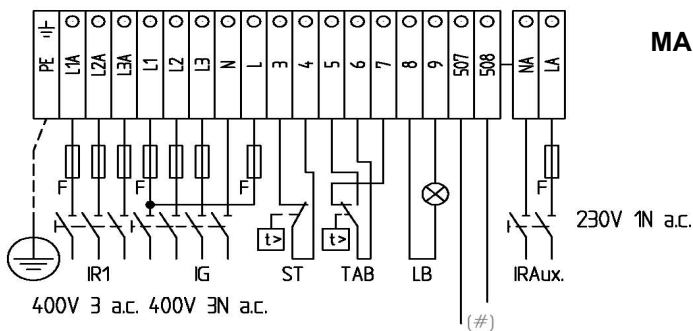 MA
PE L1A L2A L3A L1 L2 L3 N L 3 4 5 6 7 8 9 507 508 NA LA
F F F F
t> t>
230V 1N a.c.
IR1 IG ST TAB LB IRAux.
400V 3 a.c. 400V 3N a.c.
(#)